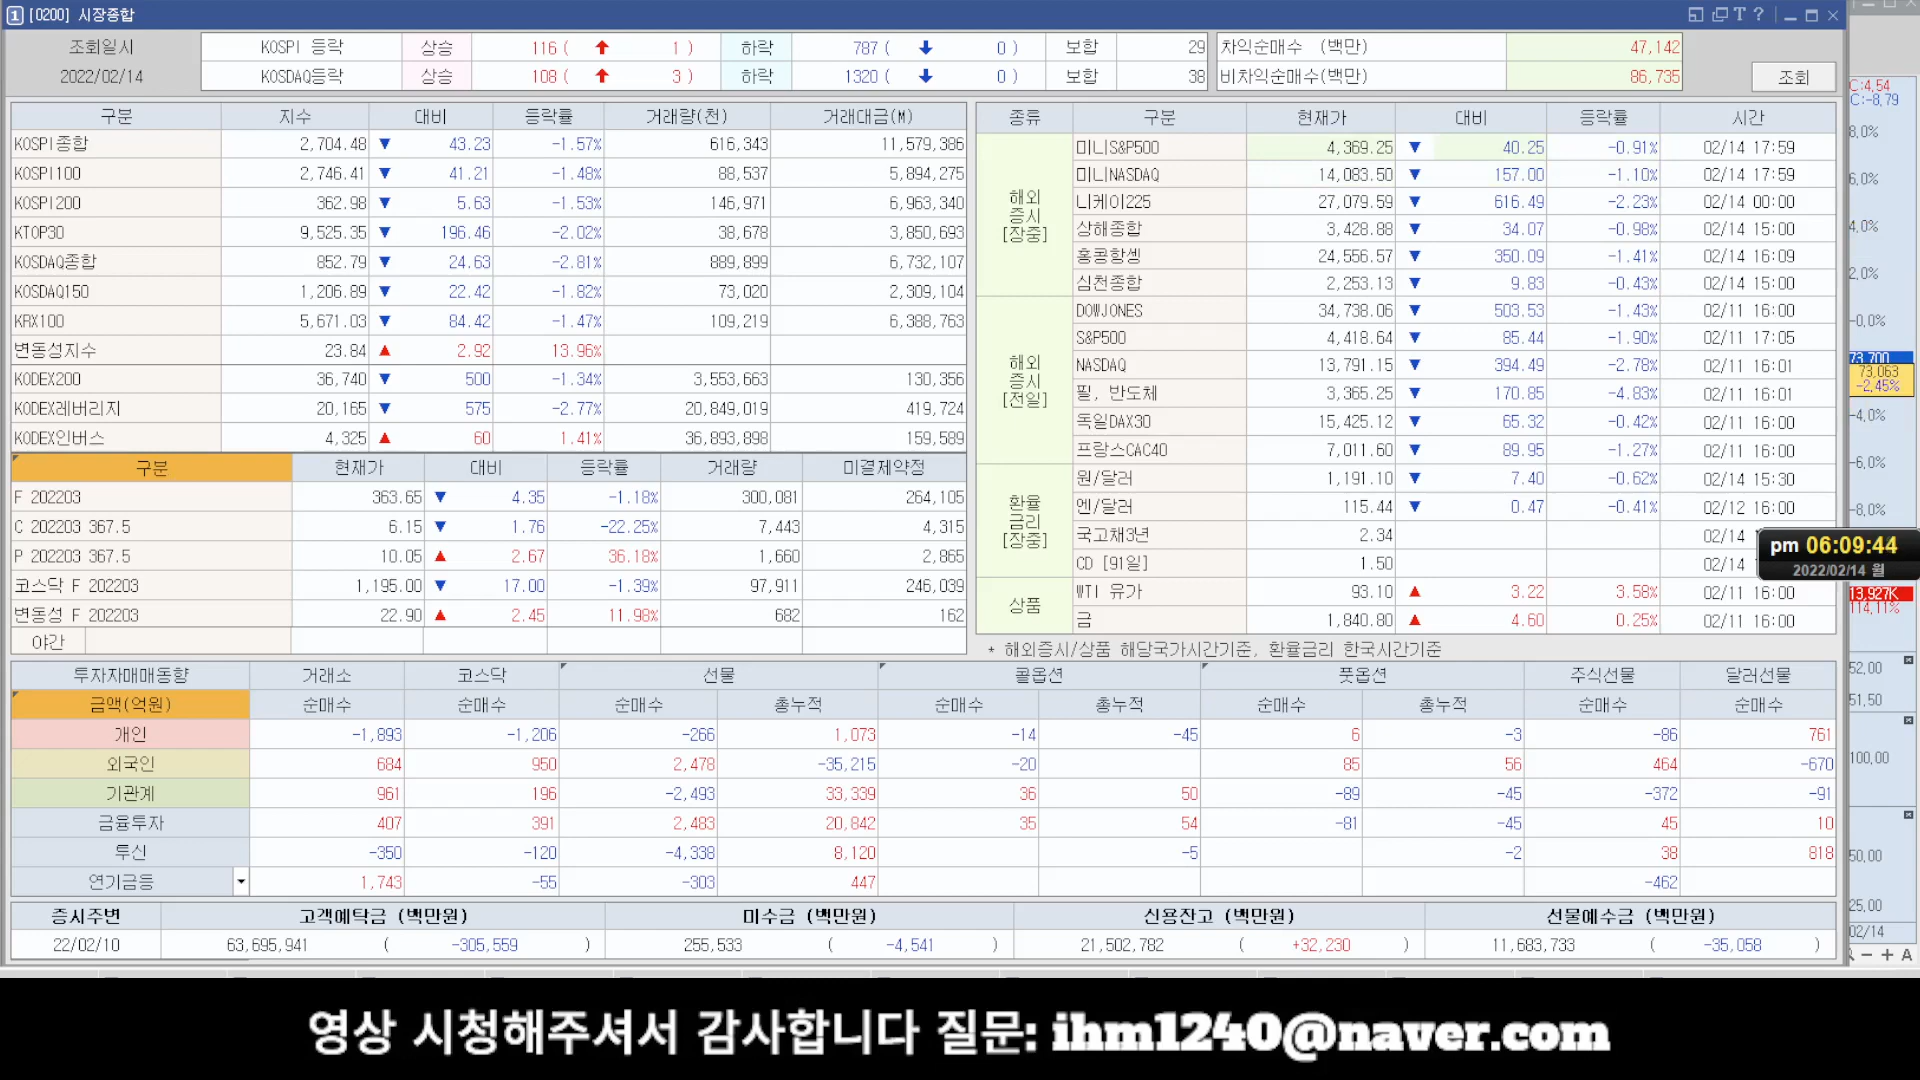 1 [0200] 시장종합
조회일시 KOSPI 등락 상승 116 ( 1 ) 하락 787 ( 0 ) 보합 29 차익순매수 (백만) 47,142
2022/02/14 KOSDAQ등락 상승 108 ( 3 ) 하락 1320 ( 0 ) 보합 38 비차익순매수(백만) 86,735 조회
구분 지수 대비 등락률 거래량(천) 거래대금(M)
KOSPI종합 2,704.48 ▼ 43.23 -1.57% 616,343 11,579,386
KOSPI100 2,746.41 ▼ 41.21 -1.48% 88,537 5,894,275
KOSPI200 362.98 ▼ 5.63 -1.53% 146,971 6,963,340
KTOP30 9,525.35 ▼ 196.46 -2.02% 38,678 3,850,693
KOSDAQ종합 852.79 ▼ 24.63 -2.81% 889,899 6,732,107
KOSDAQ150 1,206.89 ▼ 22.42 -1.82% 73,020 2,309,104
KRX100 5,671.03 ▼ 84.42 -1.47% 109,219 6,388,763
변동성지수 23.84 ▲ 2.92 13.96%
KODEX200 36,740 ▼ 500 -1.34% 3,553,663 130,356
KODEX레버리지 20,165 ▼ 575 -2.77% 20,849,019 419,724
KODEX인버스 4,325 ▲ 60 1.41% 36,893,898 159,589
구분 현재가 대비 등락률 거래량 미결제약정
F 202203 363.65 ▼ 4.35 -1.18% 300,081 264,105
C 202203 367.5 6.15 ▼ 1.76 -22.25% 7,443 4,315
P 202203 367.5 10.05 ▲ 2.67 36.18% 1,660 2,865
코스닥 F 202203 1,195.00 ▼ 17.00 -1.39% 97,911 246,039
변동성 F 202203 22.90 ▲ 2.45 11.98% 682 162
야간
종류 구분 현재가 대비 등락률 시간
해외
증시
[장중]
미니S&P500 4,369.25 ▼ 40.25 -0.91% 02/14 17:59
미니NASDAQ 14,083.50 ▼ 157.00 -1.10% 02/14 17:59
니케이225 27,079.59 ▼ 616.49 -2.23% 02/14 00:00
상해종합 3,428.88 ▼ 34.07 -0.98% 02/14 15:00
홍콩항셍 24,556.57 ▼ 350.09 -1.41% 02/14 16:09
심천종합 2,253.13 ▼ 9.83 -0.43% 02/14 15:00
해외
증시
[전일]
DOWJONES 34,738.06 ▼ 503.53 -1.43% 02/11 16:00
S&P500 4,418.64 ▼ 85.44 -1.90% 02/11 17:05
NASDAQ 13,791.15 ▼ 394.49 -2.78% 02/11 16:01
필, 반도체 3,365.25 ▼ 170.85 -4.83% 02/11 16:01
독일DAX30 15,425.12 ▼ 65.32 -0.42% 02/11 16:00
프랑스CAC40 7,011.60 ▼ 89.95 -1.27% 02/11 16:00
환율
금리
[장중]
원/달러 1,191.10 ▼ 7.40 -0.62% 02/14 15:30
엔/달러 115.44 ▼ 0.47 -0.41% 02/12 16:00
국고채3년 2.34 02/14
CD [91일] 1.50 02/14
상품
WTI 유가 93.10 ▲ 3.22 3.58% 02/11 16:00
금 1,840.80 ▲ 4.60 0.25% 02/11 16:00
* 해외증시/상품 해당국가시간기준, 환율금리 한국시간기준
투자자매매동향 거래소 코스닥 선물 콜옵션 풋옵션 주식선물 달러선물
금액(억원) 순매수 순매수 순매수 총누적 순매수 총누적 순매수 총누적 순매수 순매수
개인 -1,893 -1,206 -266 1,073 -14 -45 6 -3 -86 761
외국인 684 950 2,478 -35,215 -20 85 56 464 -670
기관계 961 196 -2,493 33,339 36 50 -89 -45 -372 -91
금융투자 407 391 2,483 20,842 35 54 -81 -45 45 10
투신 -350 -120 -4,338 8,120 -5 -2 38 818
연기금등 1,743 -55 -303 447 -462
증시주변 고객예탁금 (백만원) 미수금 (백만원) 신용잔고 (백만원) 선물예수금 (백만원)
22/02/10 63,695,941 ( -305,559 ) 255,533 ( -4,541 ) 21,502,782 ( +32,230 ) 11,683,733 ( -35,058 )
C:4,54
C:-8,79
8,0%
6,0%
4,0%
2,0%
-0,0%
73,700
73,063
-2,45%
-4,0%
-6,0%
-8,0%
pm 06:09:44
2022/02/14 월
13,927K
114,11%
52,00
51,50
100,00
50,00
25,00
02/14
- + A
영상 시청해주셔서 감사합니다 질문: ihm1240@naver.com